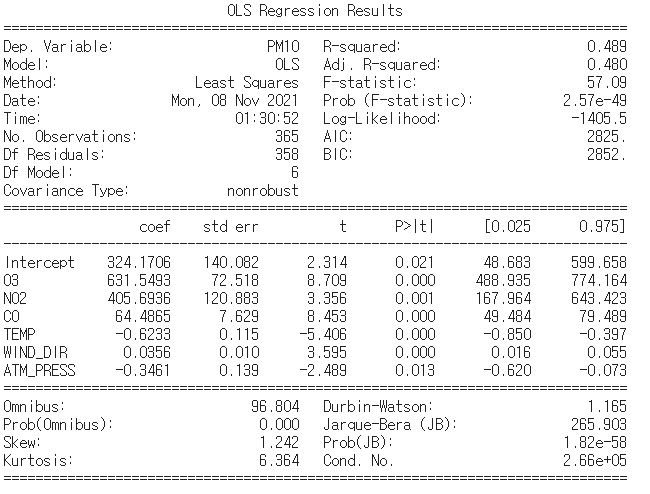 OLS Regression Results
==============================================================================
Dep. Variable: PM10 R-squared: 0.489
Model: OLS Adj. R-squared: 0.480
Method: Least Squares F-statistic: 57.09
Date: Mon, 08 Nov 2021 Prob (F-statistic): 2.57e-49
Time: 01:30:52 Log-Likelihood: -1405.5
No. Observations: 365 AIC: 2825.
Df Residuals: 358 BIC: 2852.
Df Model: 6
Covariance Type: nonrobust
==============================================================================
coef std err t P>|t| [0.025 0.975]
------------------------------------------------------------------------------
Intercept 324.1706 140.082 2.314 0.021 48.683 599.658
O3 631.5493 72.518 8.709 0.000 488.935 774.164
NO2 405.6936 120.883 3.356 0.001 167.964 643.423
CO 64.4865 7.629 8.453 0.000 49.484 79.489
TEMP -0.6233 0.115 -5.406 0.000 -0.850 -0.397
WIND_DIR 0.0356 0.010 3.595 0.000 0.016 0.055
ATM_PRESS -0.3461 0.139 -2.489 0.013 -0.620 -0.073
==============================================================================
Omnibus: 96.804 Durbin-Watson: 1.165
Prob(Omnibus): 0.000 Jarque-Bera (JB): 265.903
Skew: 1.242 Prob(JB): 1.82e-58
Kurtosis: 6.364 Cond. No. 2.66e+05
==============================================================================